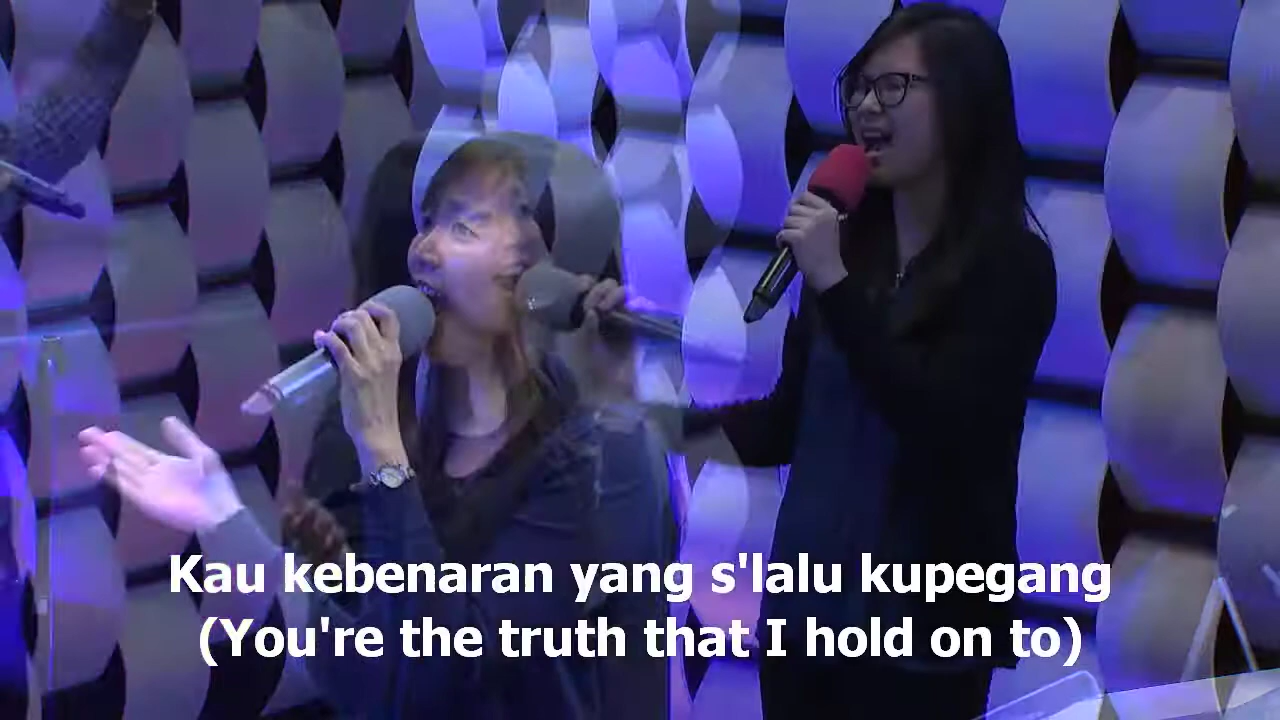 Kau kebenaran yang s'lalu kupegang
(You're the truth that I hold on to)